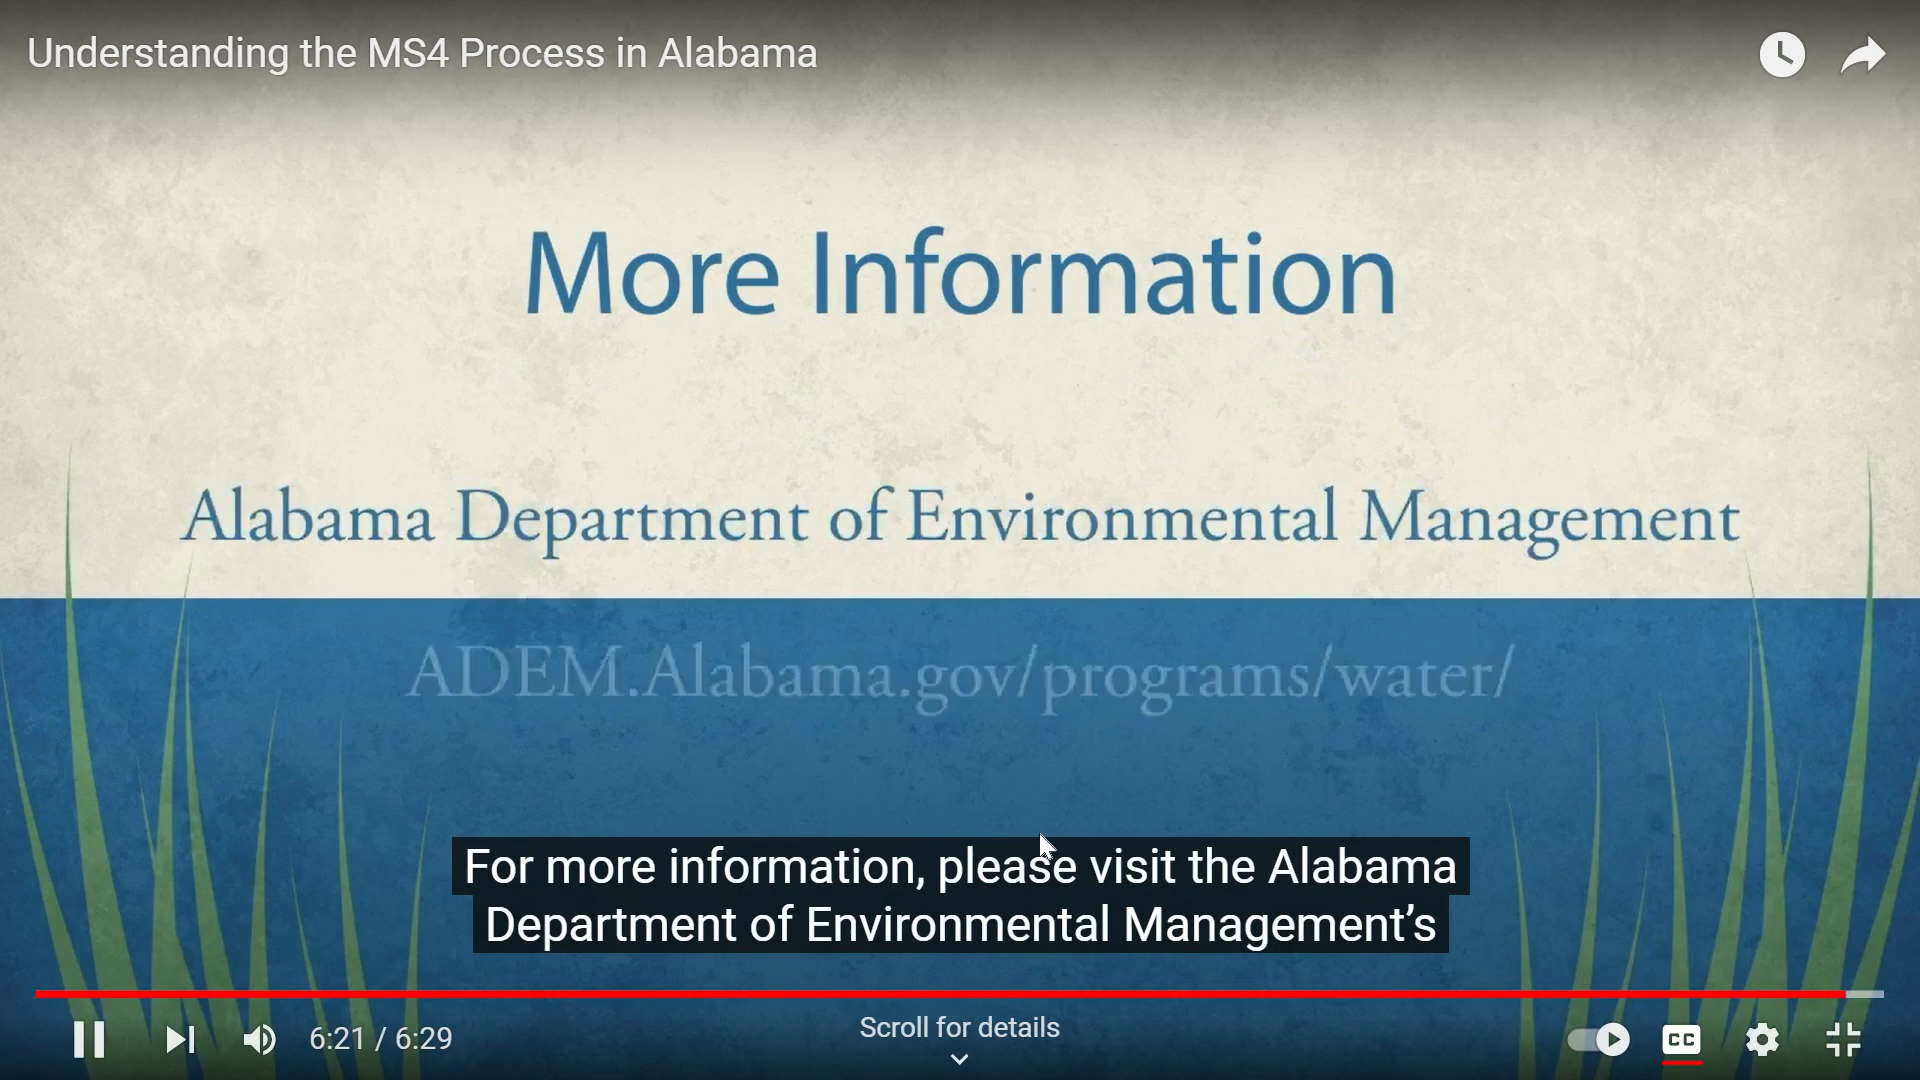 Understanding the MS4 Process in Alabama
More Information
Alabama Department of Environmental Management
ADEM.Alabama.gov/programs/water/
For more information, please visit the Alabama
Department of Environmental Management’s
6:21 / 6:29
Scroll for details
CC